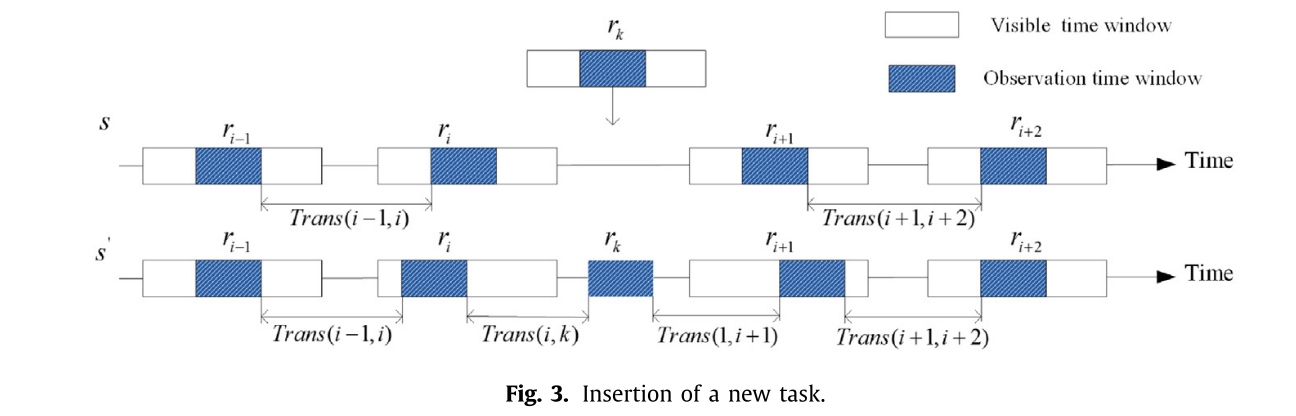 r_k
Visible time window
Observation time window
s
r_{i-1}
r_i
r_{i+1}
r_{i+2}
Time
Trans(i−1,i)
Trans(i+1,i+2)
s'
r_{i-1}
r_i
r_k
r_{i+1}
r_{i+2}
Time
Trans(i−1,i)
Trans(i,k)
Trans(1,i+1)
Trans(i+1,i+2)
Fig. 3. Insertion of a new task.